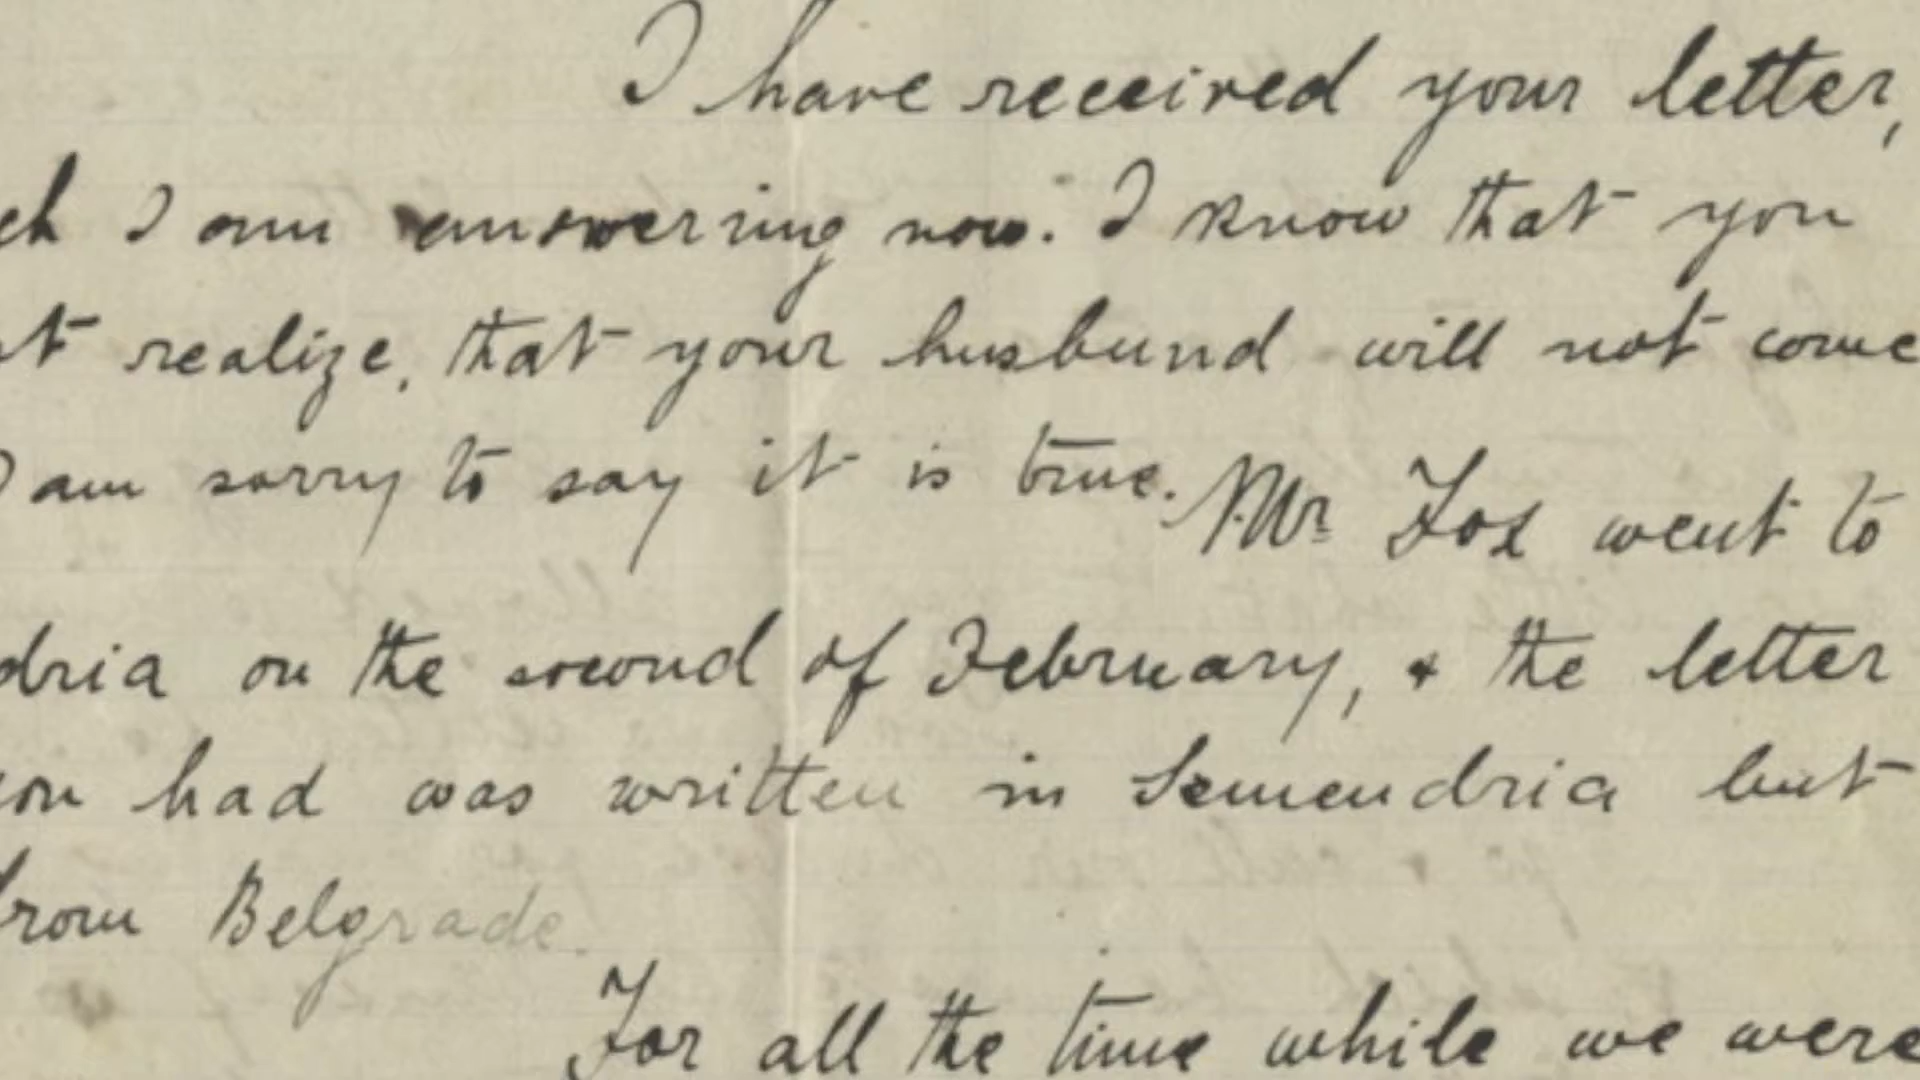 I have received your letter,
ch I am answering now. I know that you
t realize, that your husband will not come
I am sorry to say it is true. Mr Fox went to
dria on the second of February, & the letter
you had was written in Semendria but
from Belgrade.
For all the time while we were